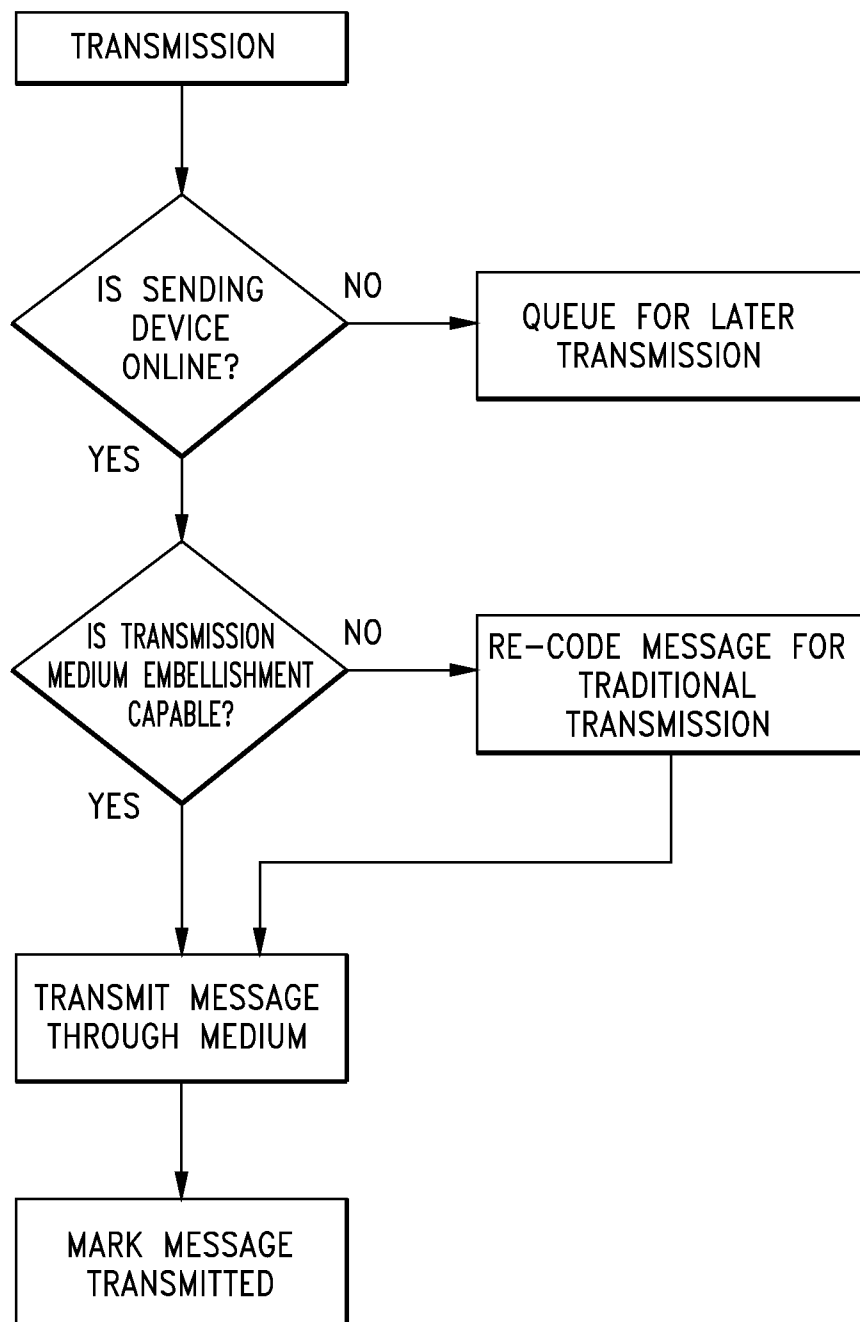 TRANSMISSION
IS SENDING
DEVICE
ONLINE?
NO
QUEUE FOR LATER
TRANSMISSION
YES
IS TRANSMISSION
MEDIUM EMBELLISHMENT
CAPABLE?
NO
RE-CODE MESSAGE FOR
TRADITIONAL
TRANSMISSION
YES
TRANSMIT MESSAGE
THROUGH MEDIUM
MARK MESSAGE
TRANSMITTED